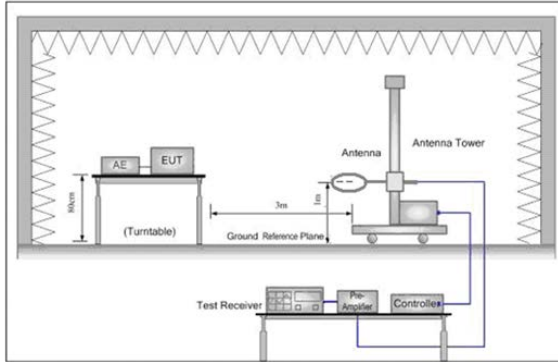 Antenna
Antenna Tower
AE
EUT
80cm
(Turntable)
3m
1m
Ground Reference Plane
Test Receiver
Pre-
Amplifier
Controller